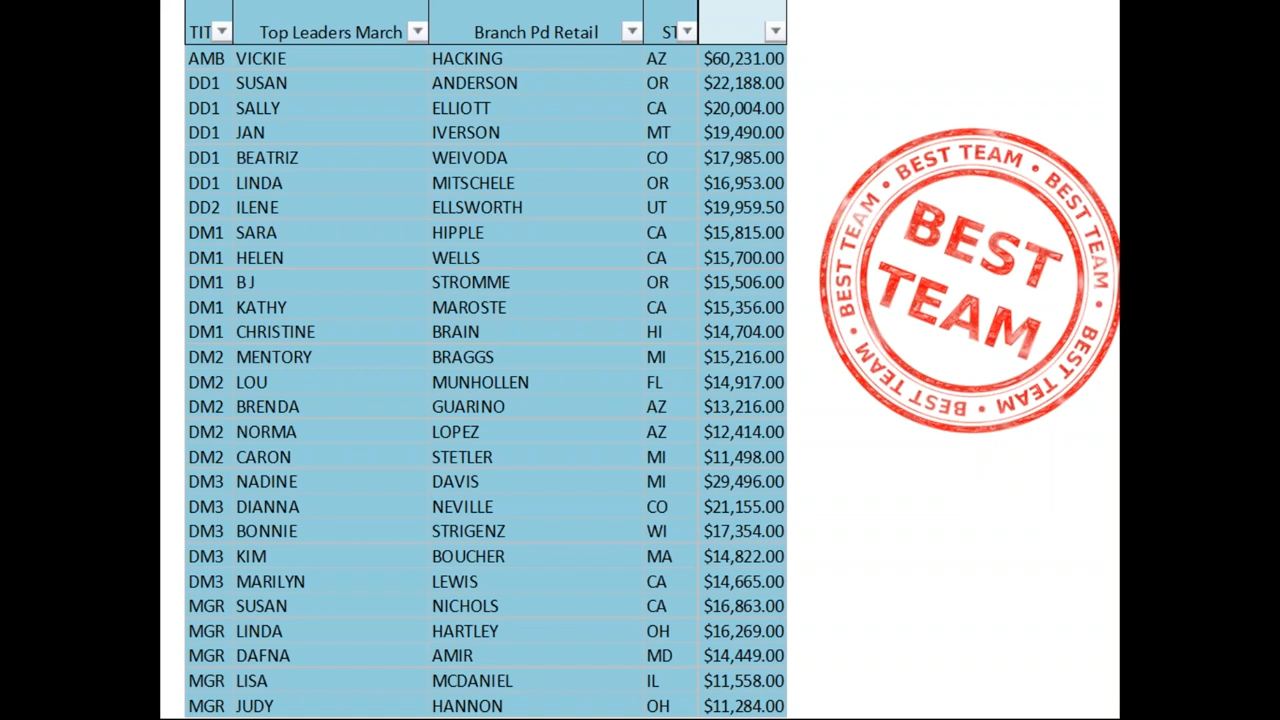 TIT Top Leaders March Branch Pd Retail ST
AMB VICKIE HACKING AZ $60,231.00
DD1 SUSAN ANDERSON OR $22,188.00
DD1 SALLY ELLIOTT CA $20,004.00
DD1 JAN IVERSON MT $19,490.00
DD1 BEATRIZ WEIVODA CO $17,985.00
DD1 LINDA MITSCHELE OR $16,953.00
DD2 ILENE ELLSWORTH UT $19,959.50
DM1 SARA HIPPLE CA $15,815.00
DM1 HELEN WELLS CA $15,700.00
DM1 B J STROMME OR $15,506.00
DM1 KATHY MAROSTE CA $15,356.00
DM1 CHRISTINE BRAIN HI $14,704.00
DM2 MENTORY BRAGGS MI $15,216.00
DM2 LOU MUNHOLLEN FL $14,917.00
DM2 BRENDA GUARINO AZ $13,216.00
DM2 NORMA LOPEZ AZ $12,414.00
DM2 CARON STETLER MI $11,498.00
DM3 NADINE DAVIS MI $29,496.00
DM3 DIANNA NEVILLE CO $21,155.00
DM3 BONNIE STRIGENZ WI $17,354.00
DM3 KIM BOUCHER MA $14,822.00
DM3 MARILYN LEWIS CA $14,665.00
MGR SUSAN NICHOLS CA $16,863.00
MGR LINDA HARTLEY OH $16,269.00
MGR DAFNA AMIR MD $14,449.00
MGR LISA MCDANIEL IL $11,558.00
MGR JUDY HANNON OH $11,284.00
BEST TEAM • BEST TEAM • BEST TEAM • BEST TEAM • BEST TEAM • BEST TEAM •
BEST
TEAM